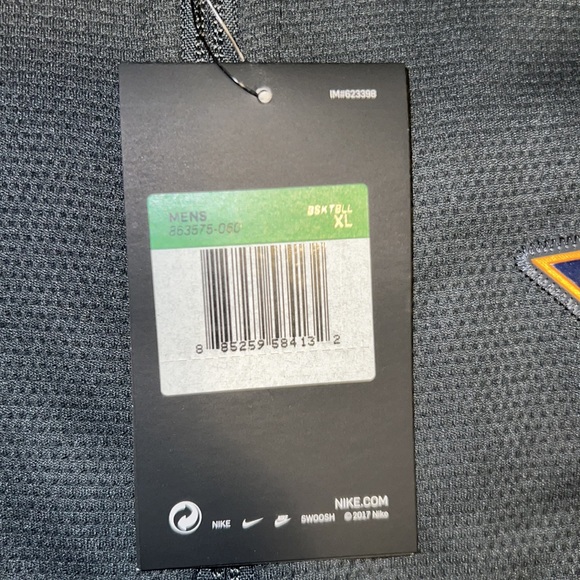 IM#623398
MENS BSKTBLL
863575-060 XL
8 85259 58413 2
NIKE.COM
NIKE SWOOSH © 2017 Nike